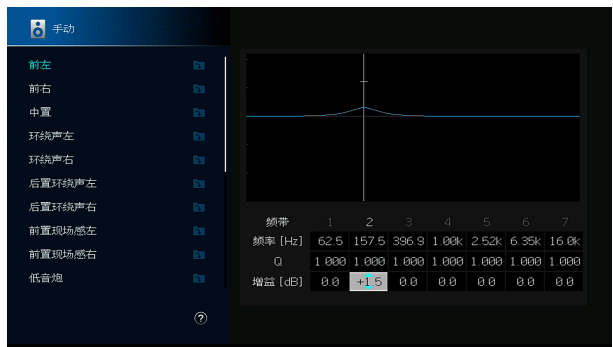 手动
前左
前右
中置
环绕声左
环绕声右
后置环绕声左
后置环绕声右
前置现场感左
前置现场感右
低音炮
?
频带 1 2 3 4 5 6 7
频率 [Hz] 62.5 157.5 396.9 1.00k 2.52k 6.35k 16.0k
Q 1.000 1.000 1.000 1.000 1.000 1.000 1.000
增益 [dB] 0.0 +1.5 0.0 0.0 0.0 0.0 0.0